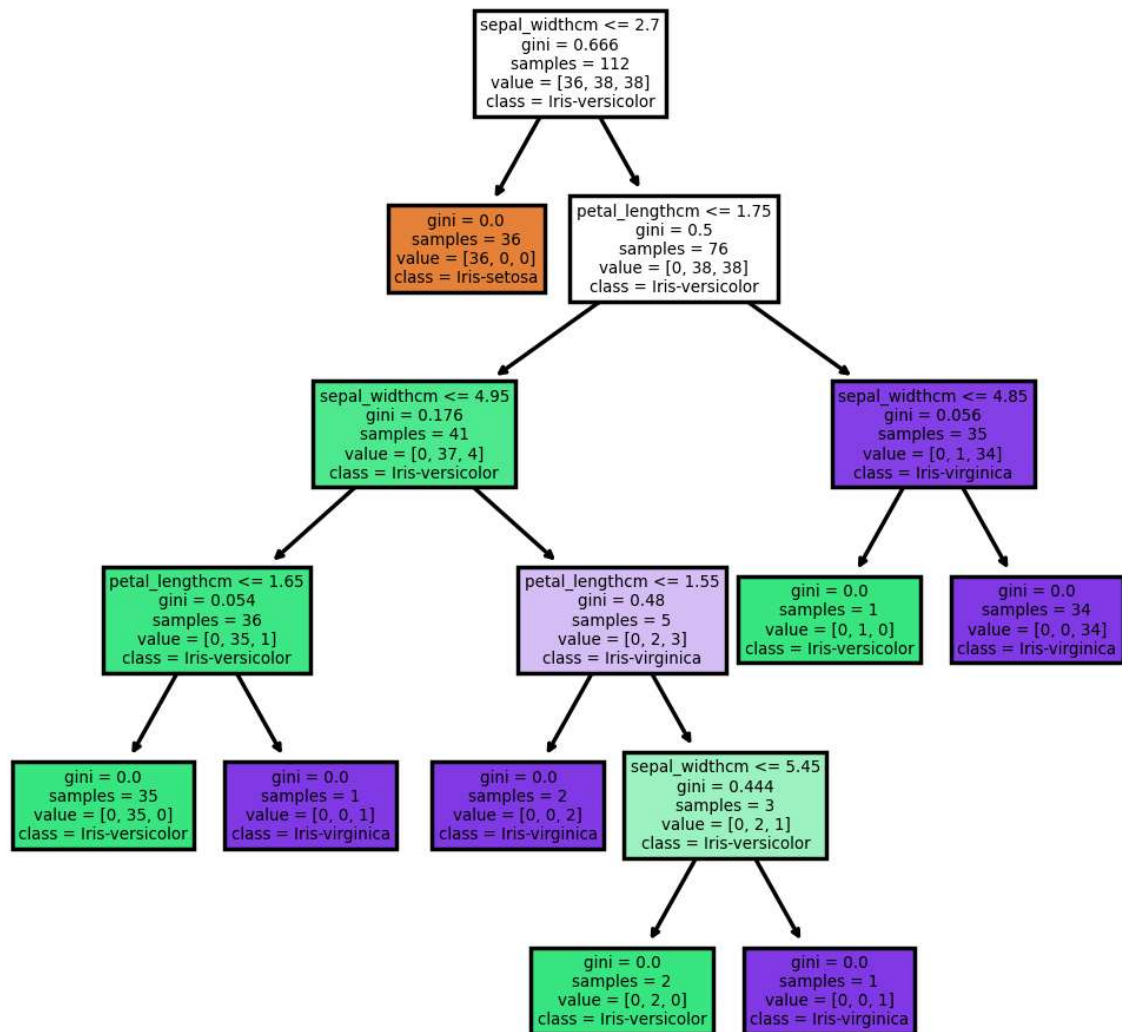 sepal_widthcm <= 2.7
gini = 0.666
samples = 112
value = [36, 38, 38]
class = Iris-versicolor
gini = 0.0
samples = 36
value = [36, 0, 0]
class = Iris-setosa
petal_lengthcm <= 1.75
gini = 0.5
samples = 76
value = [0, 38, 38]
class = Iris-versicolor
sepal_widthcm <= 4.95
gini = 0.176
samples = 41
value = [0, 37, 4]
class = Iris-versicolor
sepal_widthcm <= 4.85
gini = 0.056
samples = 35
value = [0, 1, 34]
class = Iris-virginica
petal_lengthcm <= 1.65
gini = 0.054
samples = 36
value = [0, 35, 1]
class = Iris-versicolor
petal_lengthcm <= 1.55
gini = 0.48
samples = 5
value = [0, 2, 3]
class = Iris-virginica
gini = 0.0
samples = 1
value = [0, 1, 0]
class = Iris-versicolor
gini = 0.0
samples = 34
value = [0, 0, 34]
class = Iris-virginica
gini = 0.0
samples = 35
value = [0, 35, 0]
class = Iris-versicolor
gini = 0.0
samples = 1
value = [0, 0, 1]
class = Iris-virginica
gini = 0.0
samples = 2
value = [0, 0, 2]
class = Iris-virginica
sepal_widthcm <= 5.45
gini = 0.444
samples = 3
value = [0, 2, 1]
class = Iris-versicolor
gini = 0.0
samples = 2
value = [0, 2, 0]
class = Iris-versicolor
gini = 0.0
samples = 1
value = [0, 0, 1]
class = Iris-virginica